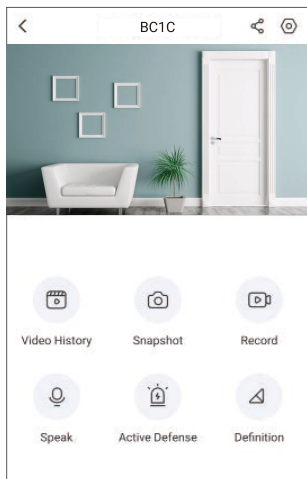 BC1C
Video History
Snapshot
Record
Speak
Active Defense
Definition